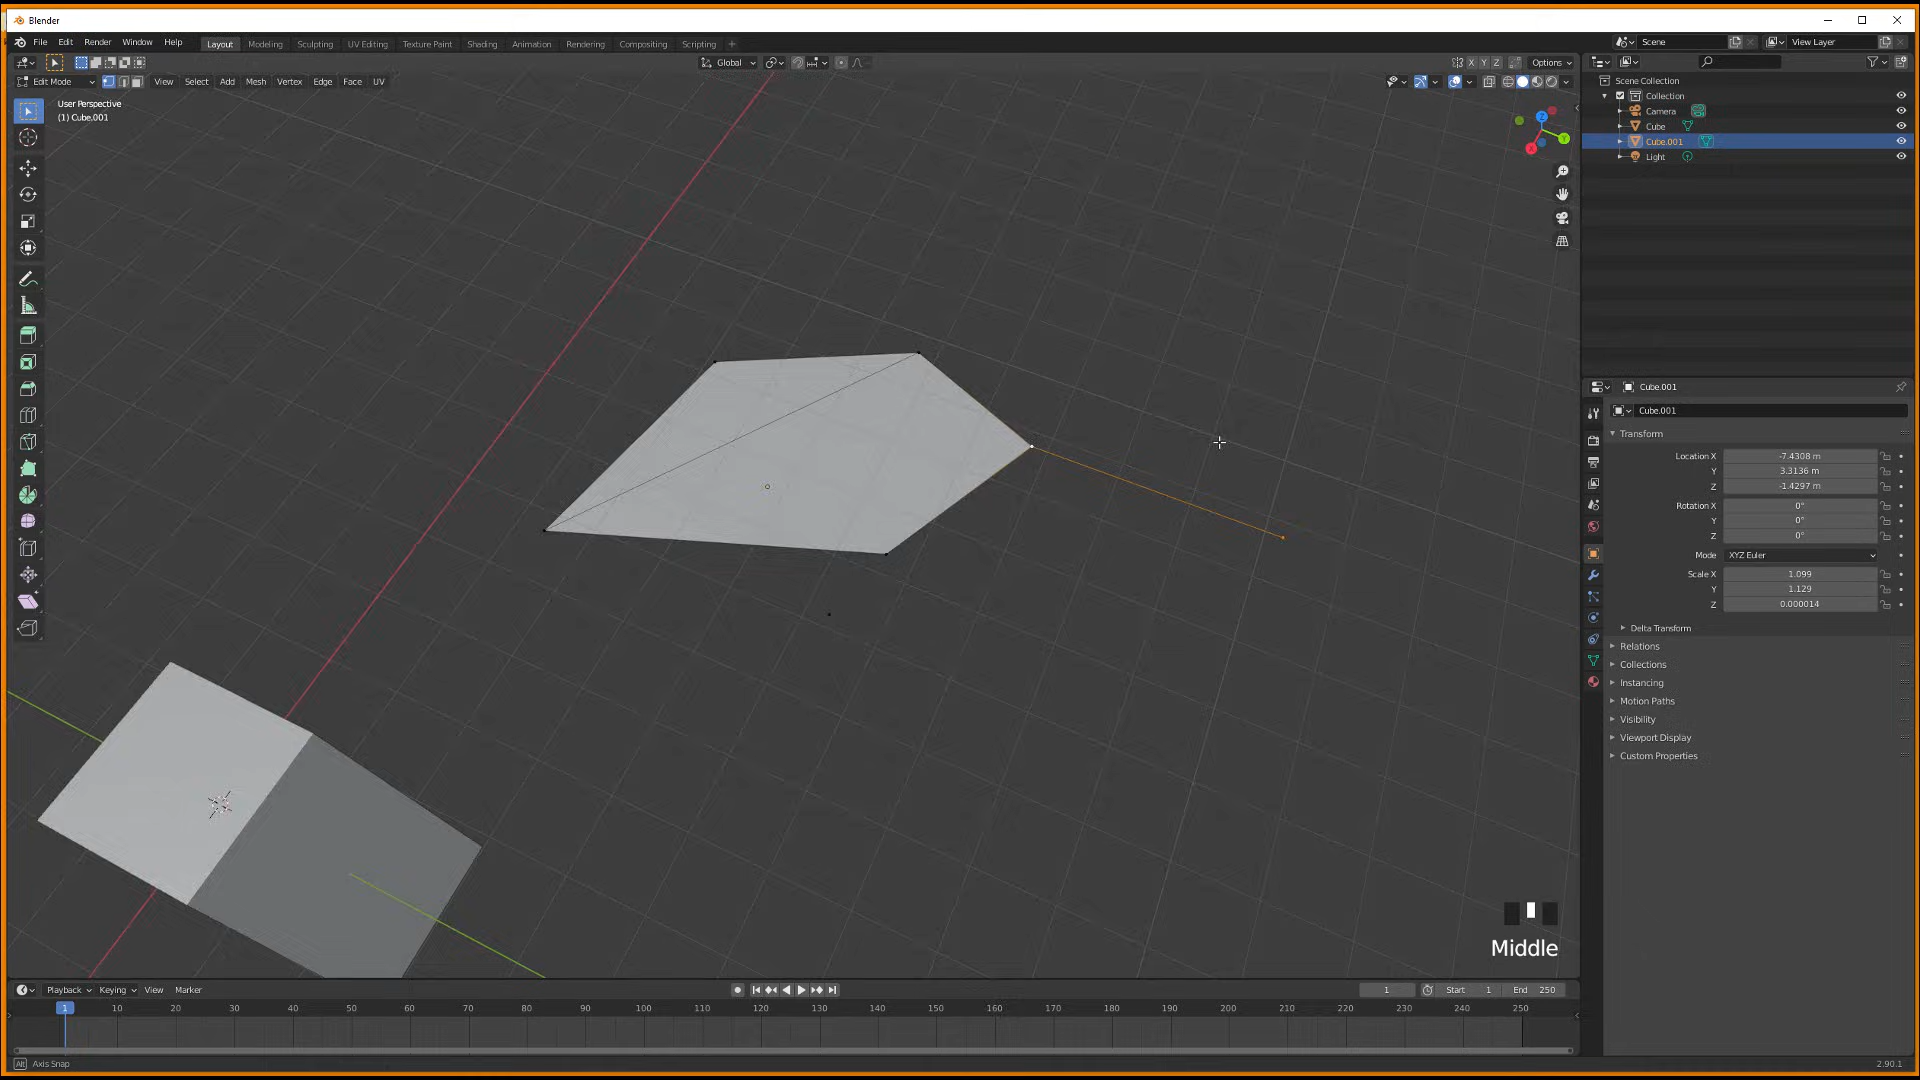 Blender
File Edit Render Window Help Layout Modeling Sculpting UV Editing Texture Paint Shading Animation Rendering Compositing Scripting + Scene View Layer
Global X Y Z Options
Edit Mode View Select Add Mesh Vertex Edge Face UV
User Perspective
(1) Cube.001
Z
Y
X
Scene Collection
Collection
Camera
Cube
Cube.001
Light
Cube.001
Cube.001
Transform
Location X -7.4308 m
Y 3.3136 m
Z -1.4297 m
Rotation X 0°
Y 0°
Z 0°
Mode XYZ Euler
Scale X 1.099
Y 1.129
Z 0.000014
Delta Transform
Relations
Collections
Instancing
Motion Paths
Visibility
Viewport Display
Custom Properties
Middle
Playback Keying View Marker 1 Start 1 End 250
1 10 20 30 40 50 60 70 80 90 100 110 120 130 140 150 160 170 180 190 200 210 220 230 240 250
Alt Axis Snap 2.90.1